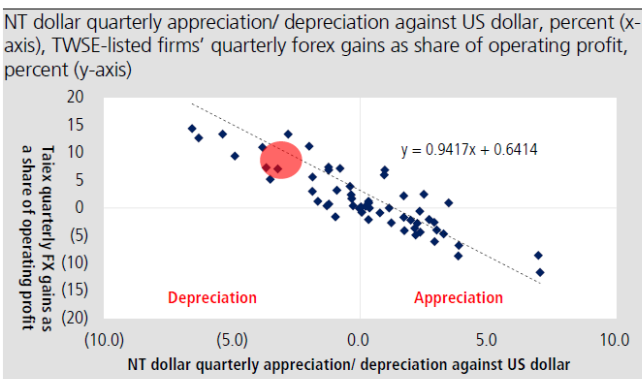 NT dollar quarterly appreciation/ depreciation against US dollar, percent (x-
axis), TWSE-listed firms’ quarterly forex gains as share of operating profit,
percent (y-axis)
Taiex quarterly FX gains as
a share of operating profit
20
15
10
5
0
(5)
(10)
(15)
(20)
y = 0.9417x + 0.6414
Depreciation
Appreciation
(10.0)
(5.0)
0.0
5.0
10.0
NT dollar quarterly appreciation/ depreciation against US dollar